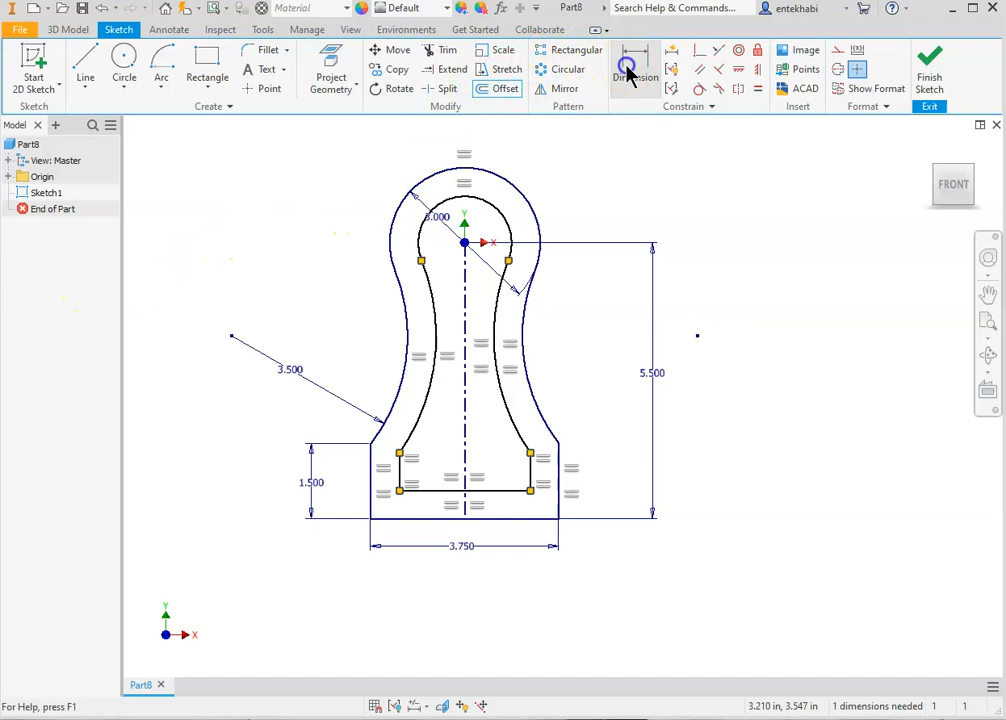 Material
Default
fx
Part8
Search Help & Commands...
entekhabi
File
3D Model
Sketch
Annotate
Inspect
Tools
Manage
View
Environments
Get Started
Collaborate
Start
2D Sketch
Line
Circle
Arc
Rectangle
Fillet
Text
Point
Project
Geometry
Move
Copy
Rotate
Trim
Extend
Split
Scale
Stretch
Offset
Rectangular
Circular
Mirror
Dimension
Image
Points
ACAD
Show Format
Finish
Sketch
Sketch
Create
Modify
Pattern
Constrain
Insert
Format
Exit
Model
Part8
View: Master
Origin
Sketch1
End of Part
FRONT
3.000
Y
X
3.500
5.500
1.500
3.750
Y
X
Part8
For Help, press F1
3.210 in, 3.547 in
1 dimensions needed
1
1